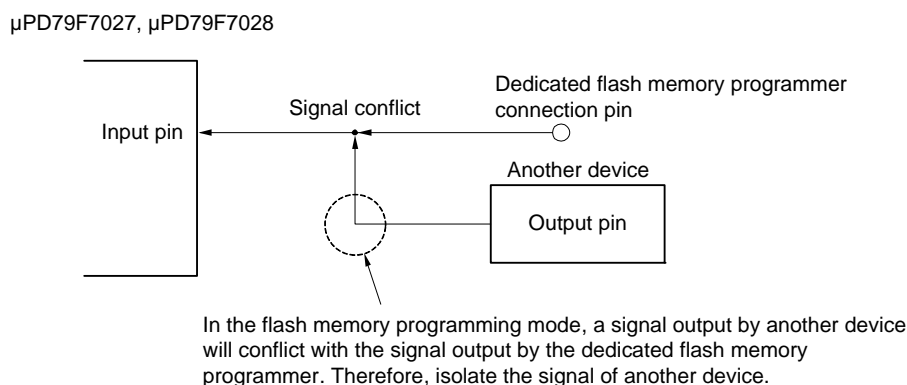 μPD79F7027, μPD79F7028
Dedicated flash memory programmer
connection pin
Signal conflict
Input pin
Another device
Output pin
In the flash memory programming mode, a signal output by another device
will conflict with the signal output by the dedicated flash memory
programmer. Therefore, isolate the signal of another device.